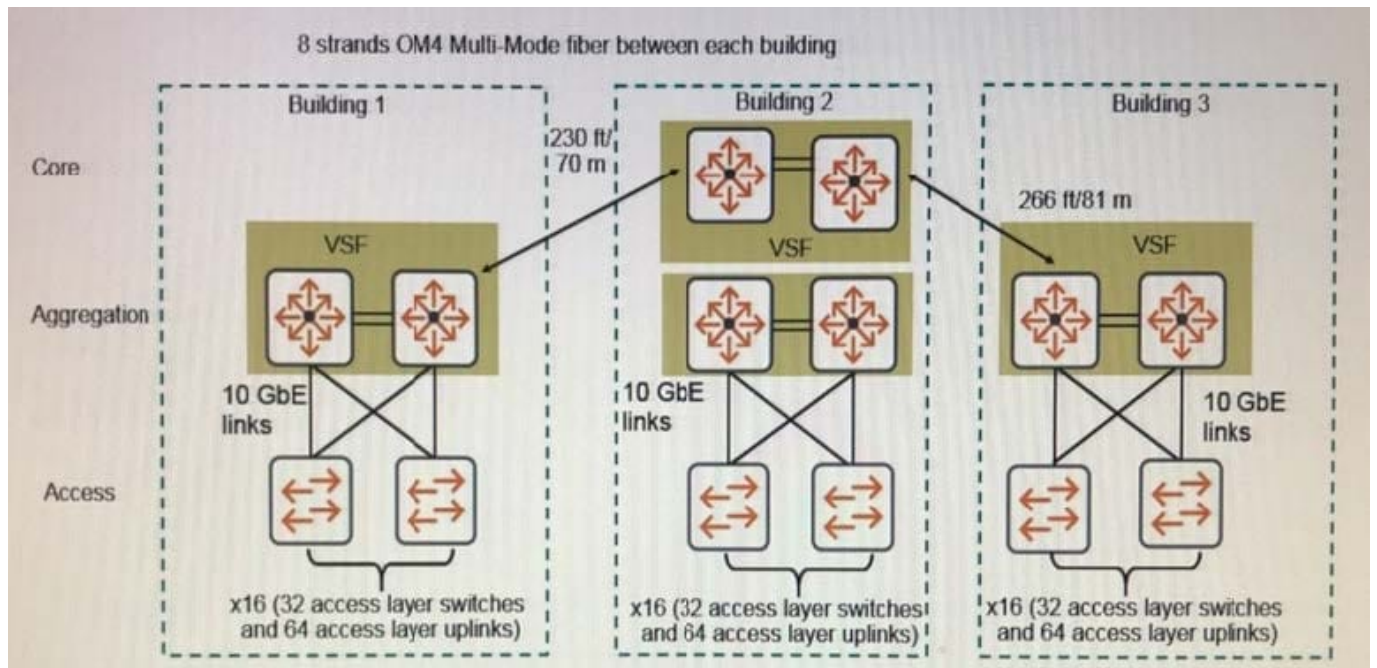 8 strands OM4 Multi-Mode fiber between each building
Building 1
Building 2
Building 3
Core
230 ft/
70 m
266 ft/81 m
VSF
VSF
VSF
Aggregation
10 GbE
links
10 GbE
links
10 GbE
links
Access
x16 (32 access layer switches
and 64 access layer uplinks)
x16 (32 access layer switches
and 64 access layer uplinks)
x16 (32 access layer switches
and 64 access layer uplinks)